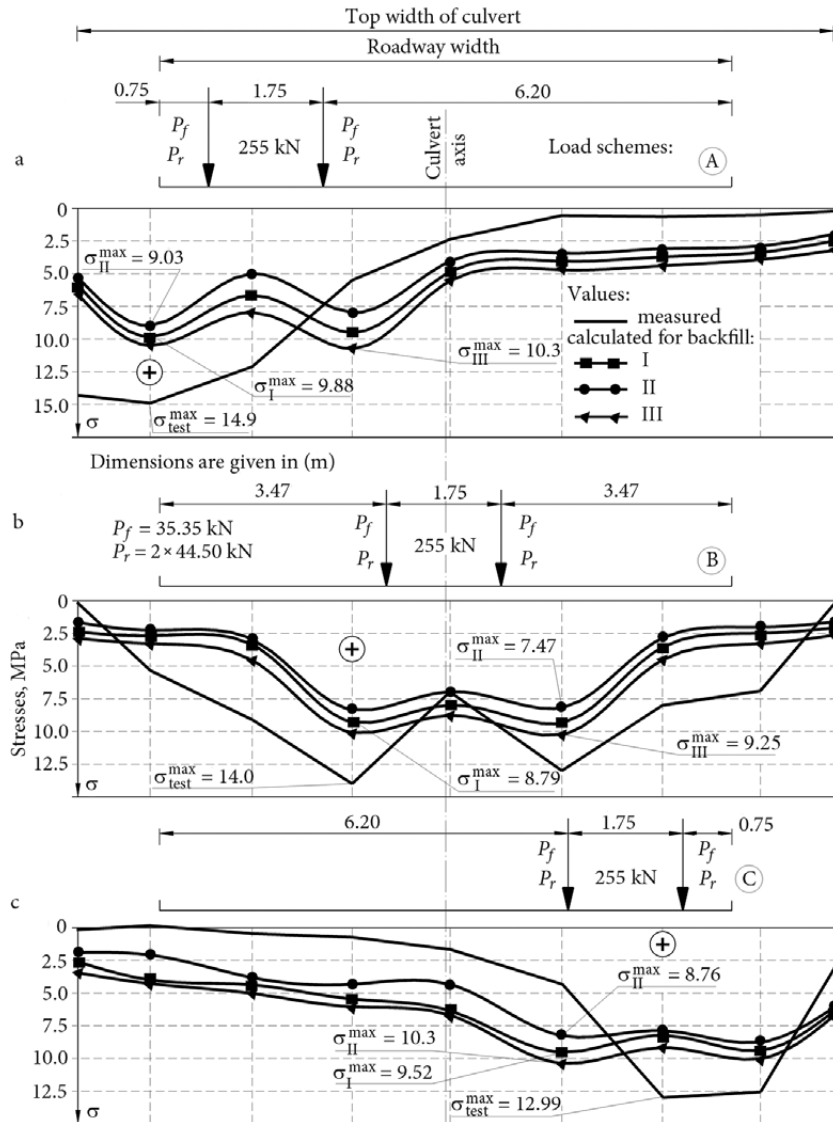 Top width of culvert
Roadway width
0.75 1.75 6.20
P_f P_f
a P_r 255 kN P_r Culvert axis Load schemes: A
0
2.5
σ_II^max = 9.03
5.0
Values:
7.5
measured
calculated for backfill:
10.0
σ_III^max = 10.3
I
+
12.5
σ_I^max = 9.88
II
15.0
σ_test^max = 14.9
III
σ
Dimensions are given in (m)
3.47 1.75 3.47
b P_f = 35.35 kN P_f P_f
P_r = 2 × 44.50 kN P_r 255 kN P_r B
0
2.5
+
σ_II^max = 7.47
5.0
7.5
10.0
σ_III^max = 9.25
12.5
σ_test^max = 14.0
σ_I^max = 8.79
σ
Stresses, MPa
6.20 1.75 0.75
P_f P_f
P_r 255 kN P_r C
c
0
+
2.5
σ_II^max = 8.76
5.0
7.5
σ_II^max = 10.3
10.0
σ_I^max = 9.52
12.5
σ_test^max = 12.99
σ